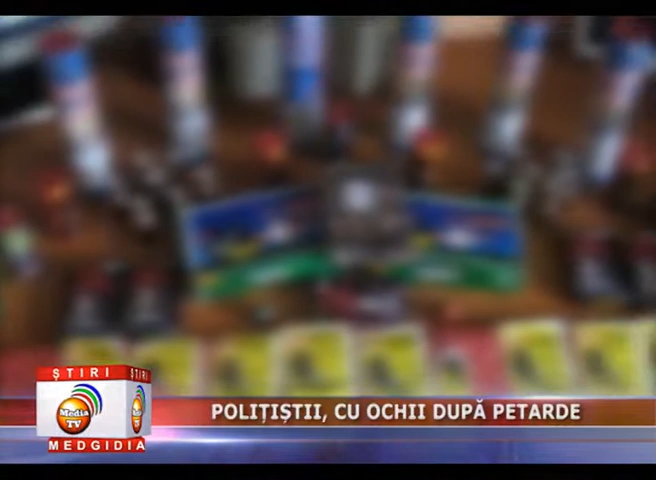 ȘTIRI ȘTIRI
Media
TV
MEDGIDIA
POLIȚIȘTII, CU OCHII DUPĂ PETARDE